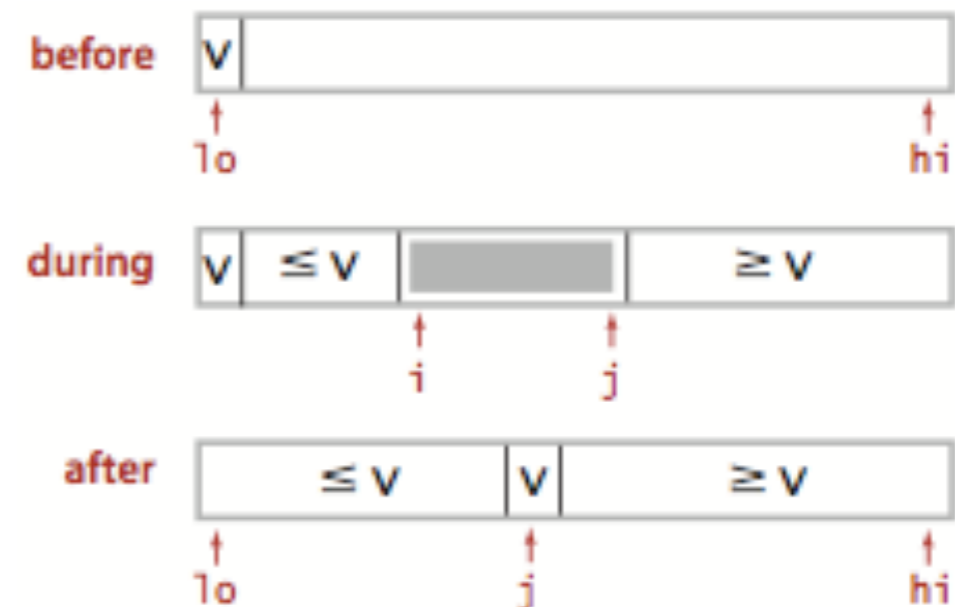 before v
lo hi
during v ≤ v ≥ v
i j
after ≤ v v ≥ v
lo j hi